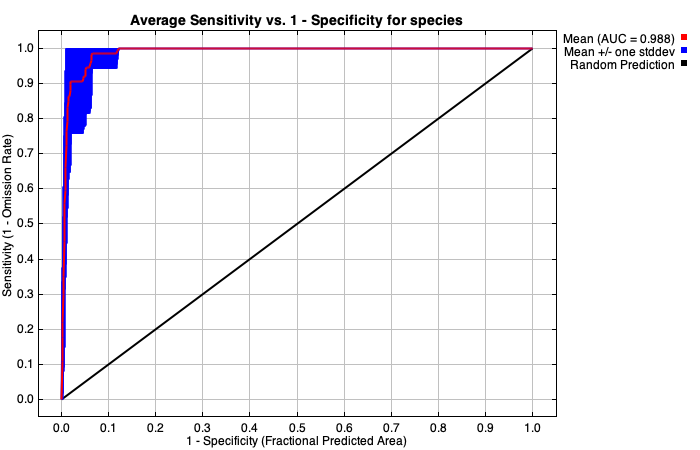 Average Sensitivity vs. 1 - Specificity for species
Mean (AUC = 0.988)
Mean +/- one stddev
Random Prediction
Sensitivity (1 - Omission Rate)
1.0
0.9
0.8
0.7
0.6
0.5
0.4
0.3
0.2
0.1
0.0
0.0 0.1 0.2 0.3 0.4 0.5 0.6 0.7 0.8 0.9 1.0
1 - Specificity (Fractional Predicted Area)